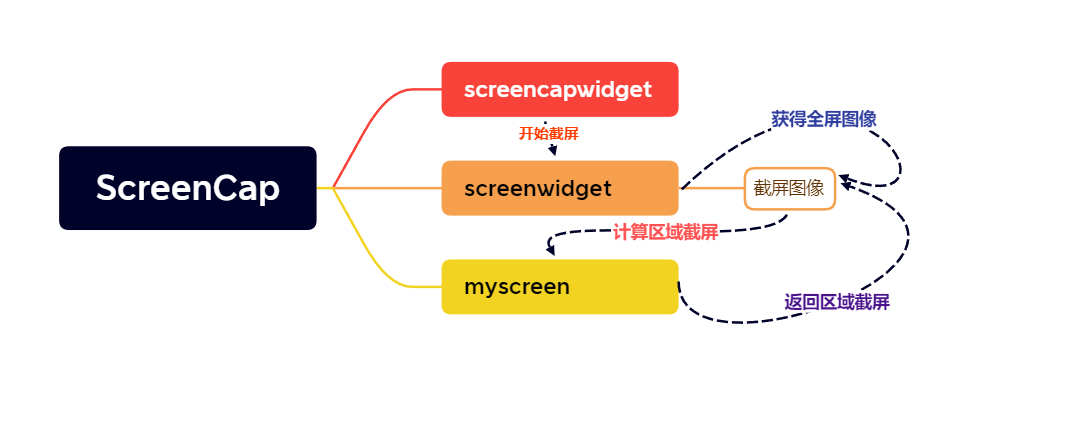 ScreenCap
screencapwidget
开始截屏
screenwidget
获得全屏图像
截屏图像
计算区域截屏
myscreen
返回区域截屏